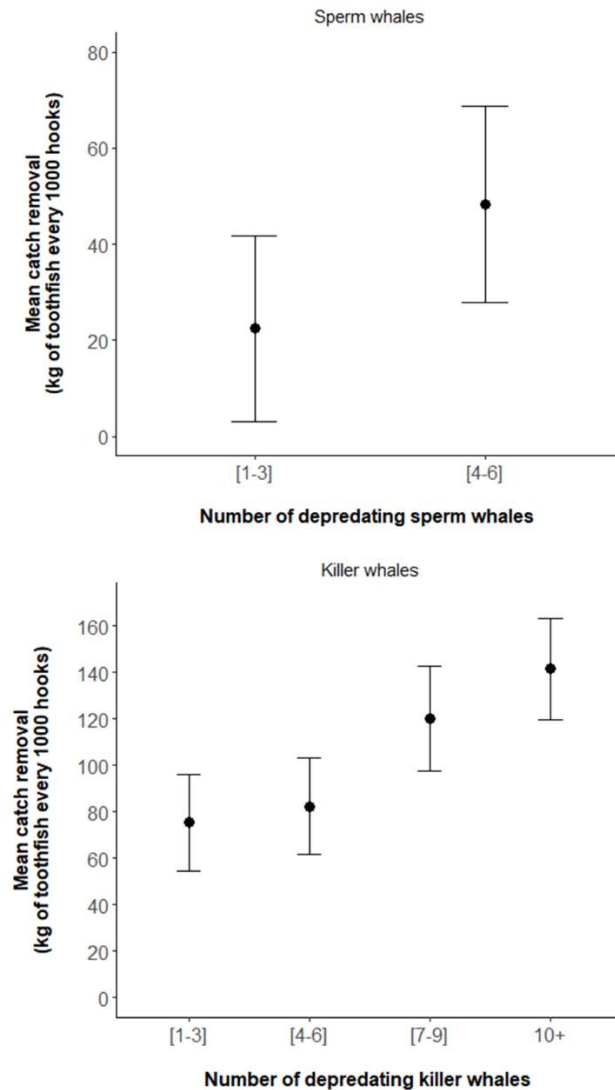 Sperm whales
Mean catch removal
(kg of toothfish every 1000 hooks)
80
60
40
20
0
[1-3]
[4-6]
Number of depredating sperm whales
Killer whales
Mean catch removal
(kg of toothfish every 1000 hooks)
160
140
120
100
80
60
40
20
0
[1-3]
[4-6]
[7-9]
10+
Number of depredating killer whales